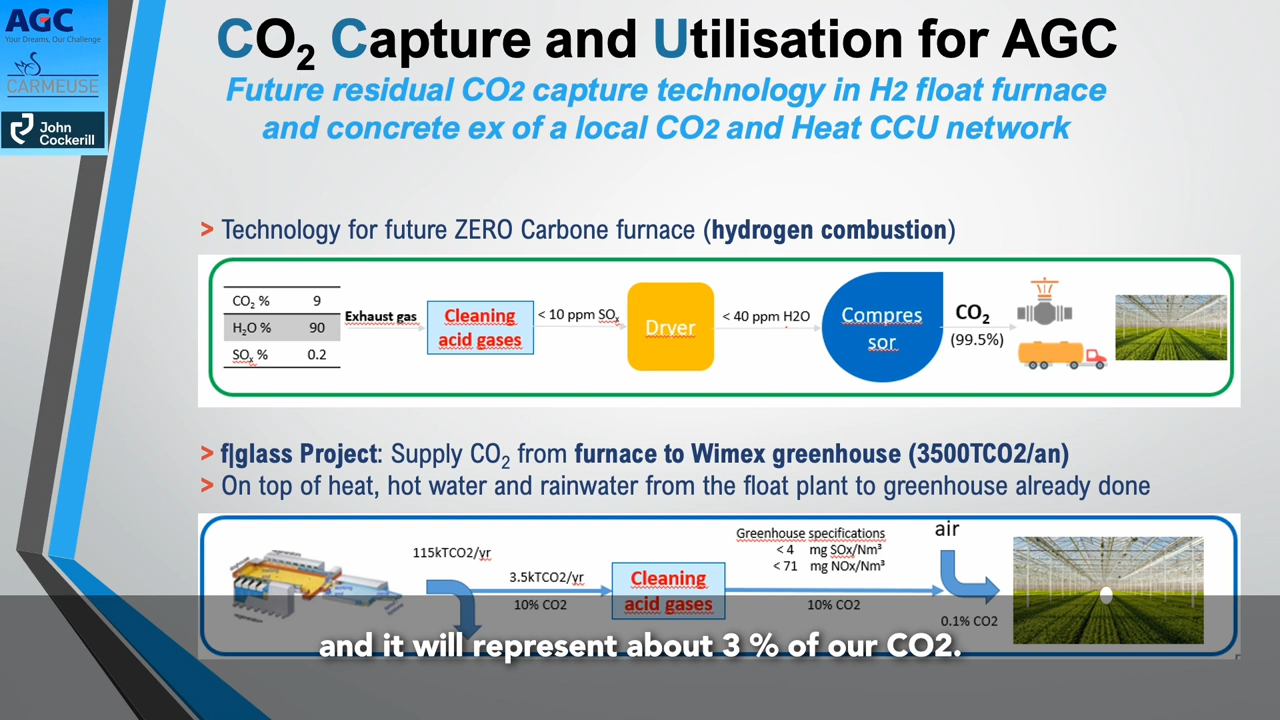 AGC
Your Dreams, Our Challenge
CARMEUSE
John
Cockerill
CO2 Capture and Utilisation for AGC
Future residual CO2 capture technology in H2 float furnace
and concrete ex of a local CO2 and Heat CCU network
> Technology for future ZERO Carbone furnace (hydrogen combustion)
CO2 % 9
H2O % 90
SOx % 0.2
Exhaust gas
Cleaning
acid gases
< 10 ppm SOx
Dryer
< 40 ppm H2O
Compres
sor
CO2
(99.5%)
> f|glass Project: Supply CO2 from furnace to Wimex greenhouse (3500TCO2/an)
> On top of heat, hot water and rainwater from the float plant to greenhouse already done
115kTCO2/yr
3.5kTCO2/yr
10% CO2
Cleaning
acid gases
Greenhouse specifications
< 4 mg SOx/Nm³
< 71 mg NOx/Nm³
10% CO2
air
0.1% CO2
and it will represent about 3 % of our CO2.